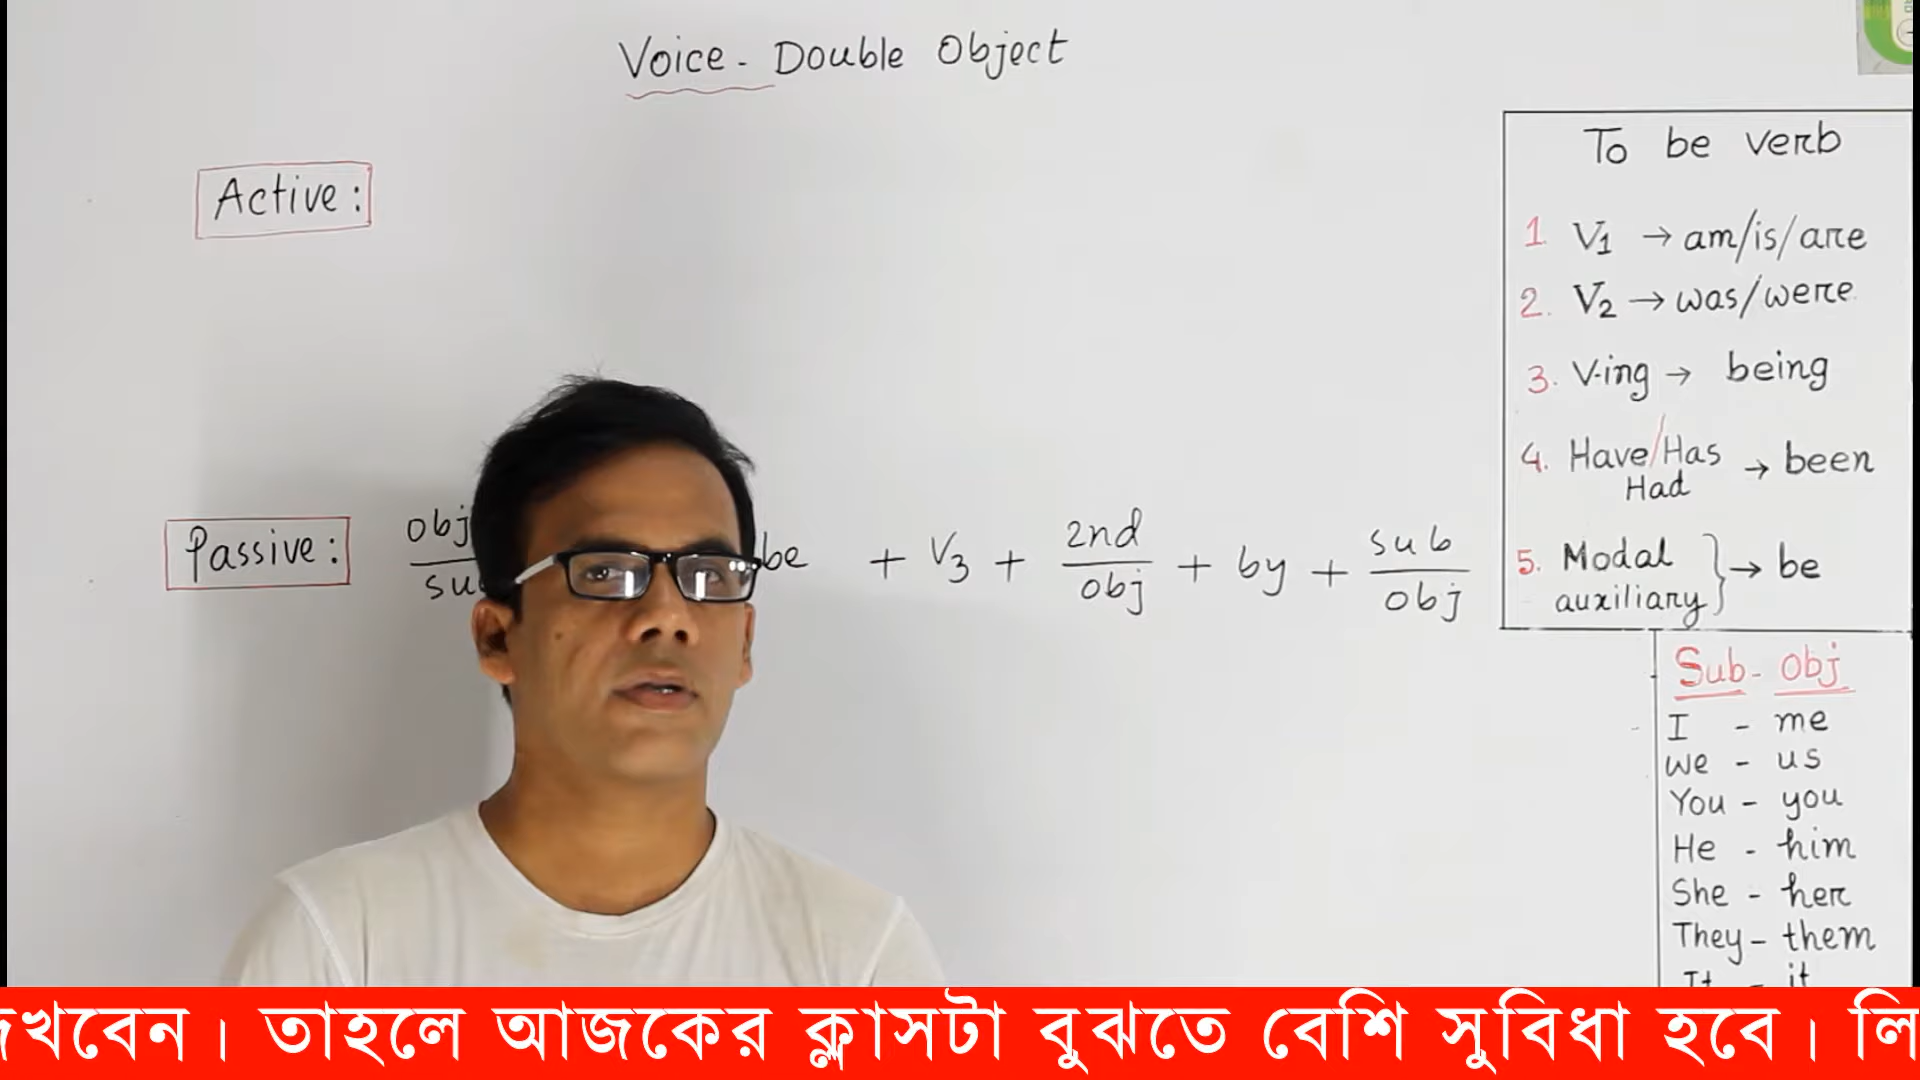 Voice - Double Object
Active :
Passive : obj
su
be + V3 + 2nd
obj + by + sub
obj
To be verb
1. V1 → am/is/are
2. V2 → was/were
3. V-ing → being
4. Have/Has
Had → been
5. Modal
auxiliary } → be
Sub - Obj
I - me
We - us
You - you
He - him
She - her
They - them
It - it
তাহলে আজকের ক্লাসটা বুঝতে বেশি সুবিধা হবে।